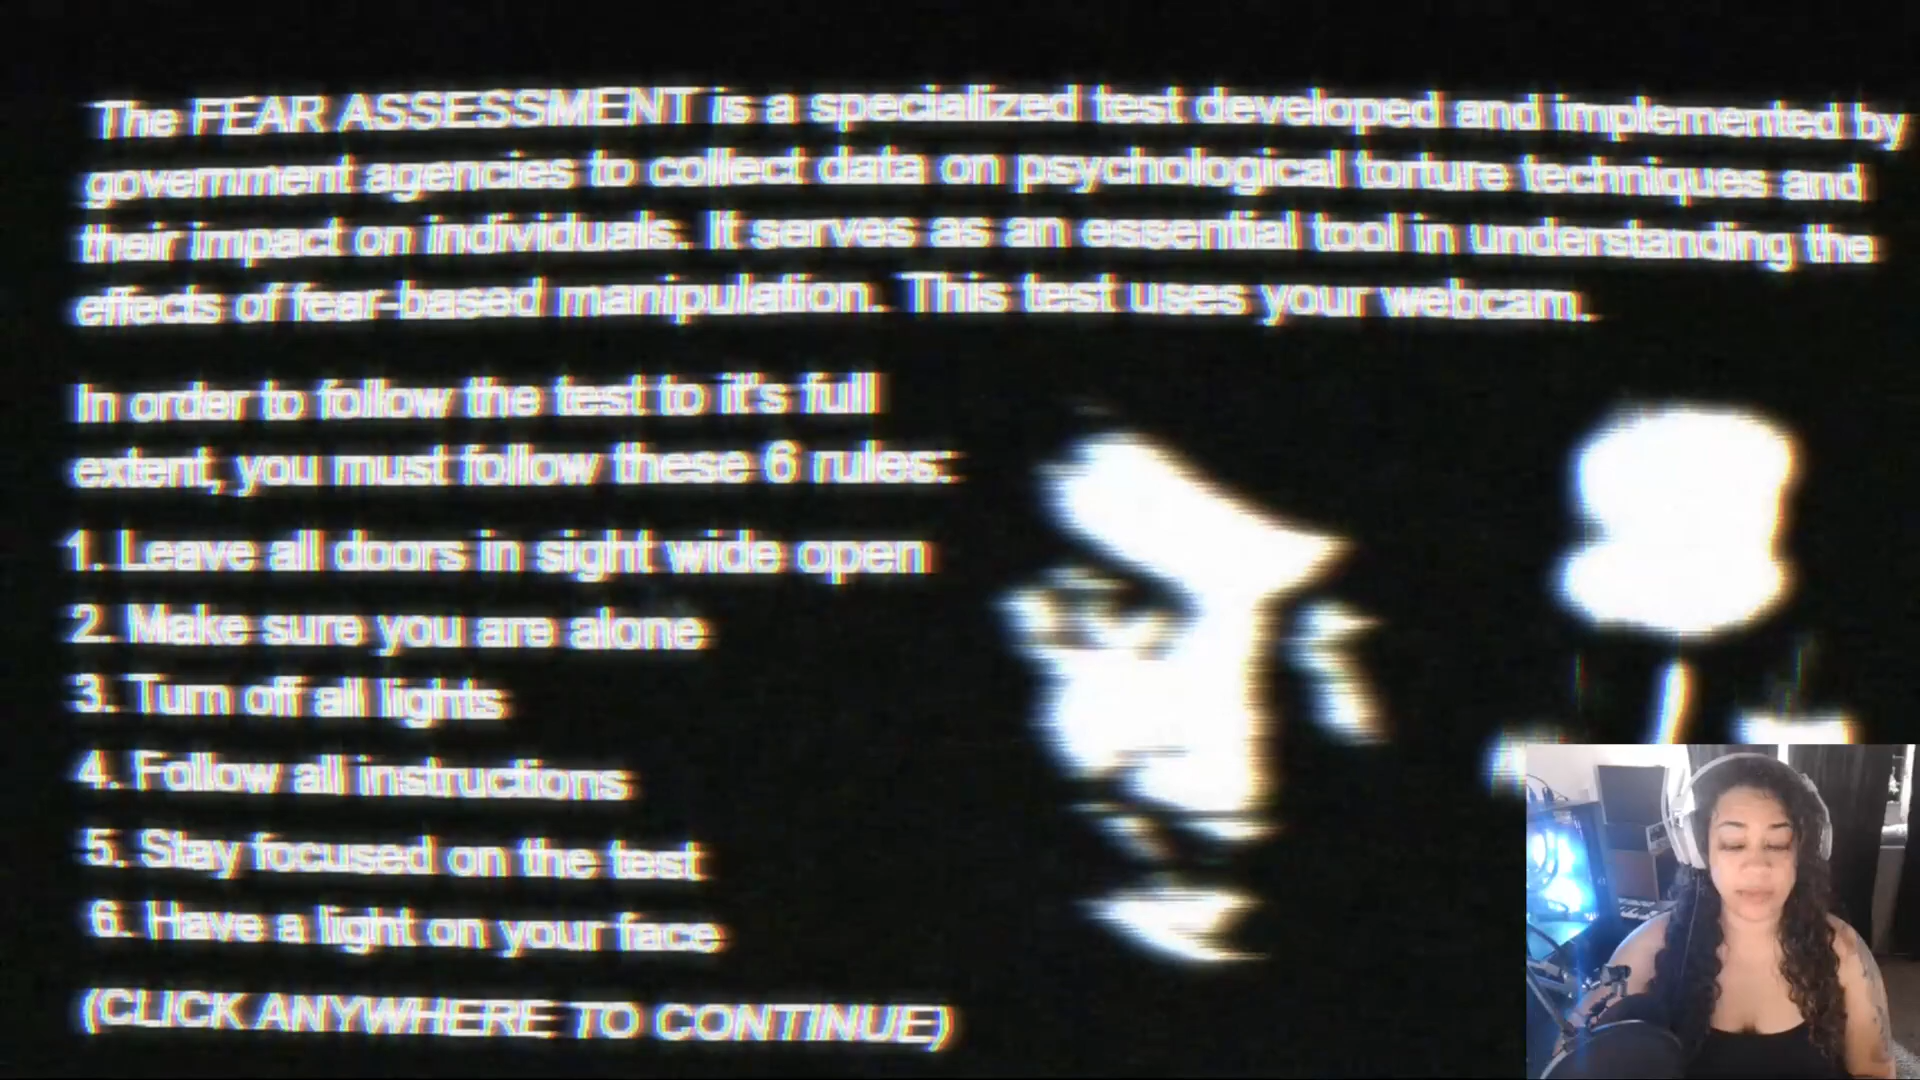 The FEAR ASSESSMENT is a specialized test developed and implemented by
government agencies to collect data on psychological torture techniques and
their impact on individuals. It serves as an essential tool in understanding the
effects of fear-based manipulation. This test uses your webcam.
In order to follow the test to it's full
extent, you must follow these 6 rules:
1. Leave all doors in sight wide open
2. Make sure you are alone
3. Turn off all lights
4. Follow all instructions
5. Stay focused on the test
6. Have a light on your face
(CLICK ANYWHERE TO CONTINUE)